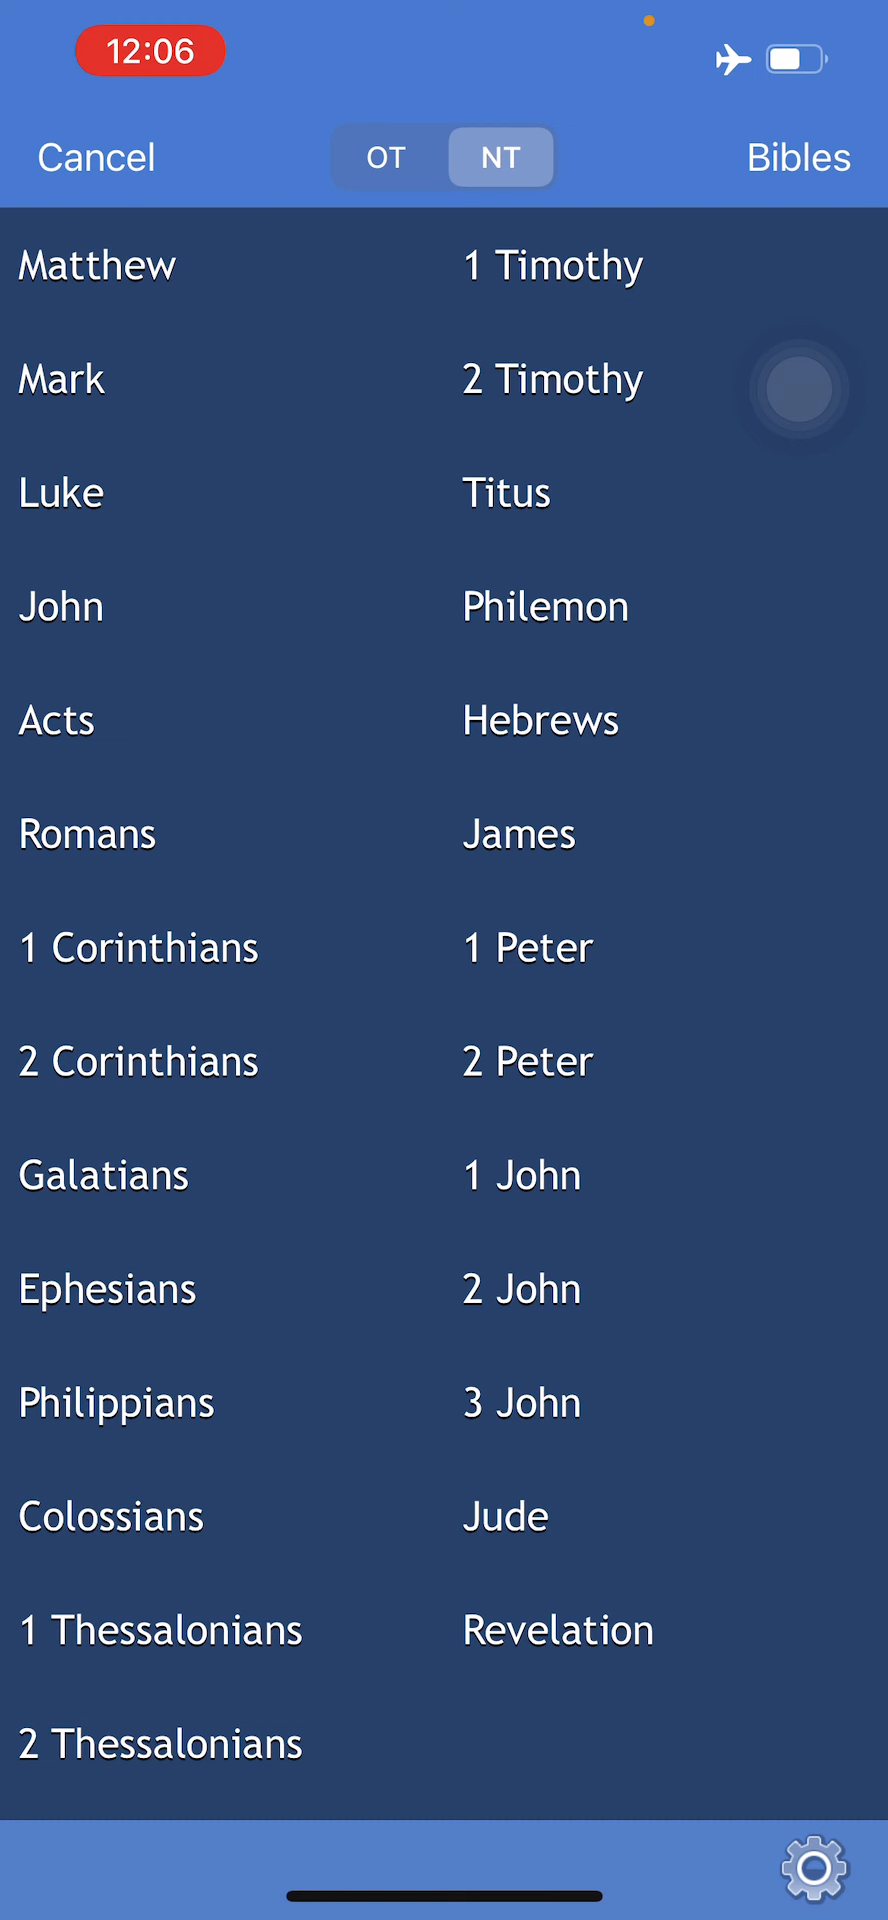 12:06
Cancel OT NT Bibles
Matthew
Mark
Luke
John
Acts
Romans
1 Corinthians
2 Corinthians
Galatians
Ephesians
Philippians
Colossians
1 Thessalonians
2 Thessalonians
1 Timothy
2 Timothy
Titus
Philemon
Hebrews
James
1 Peter
2 Peter
1 John
2 John
3 John
Jude
Revelation